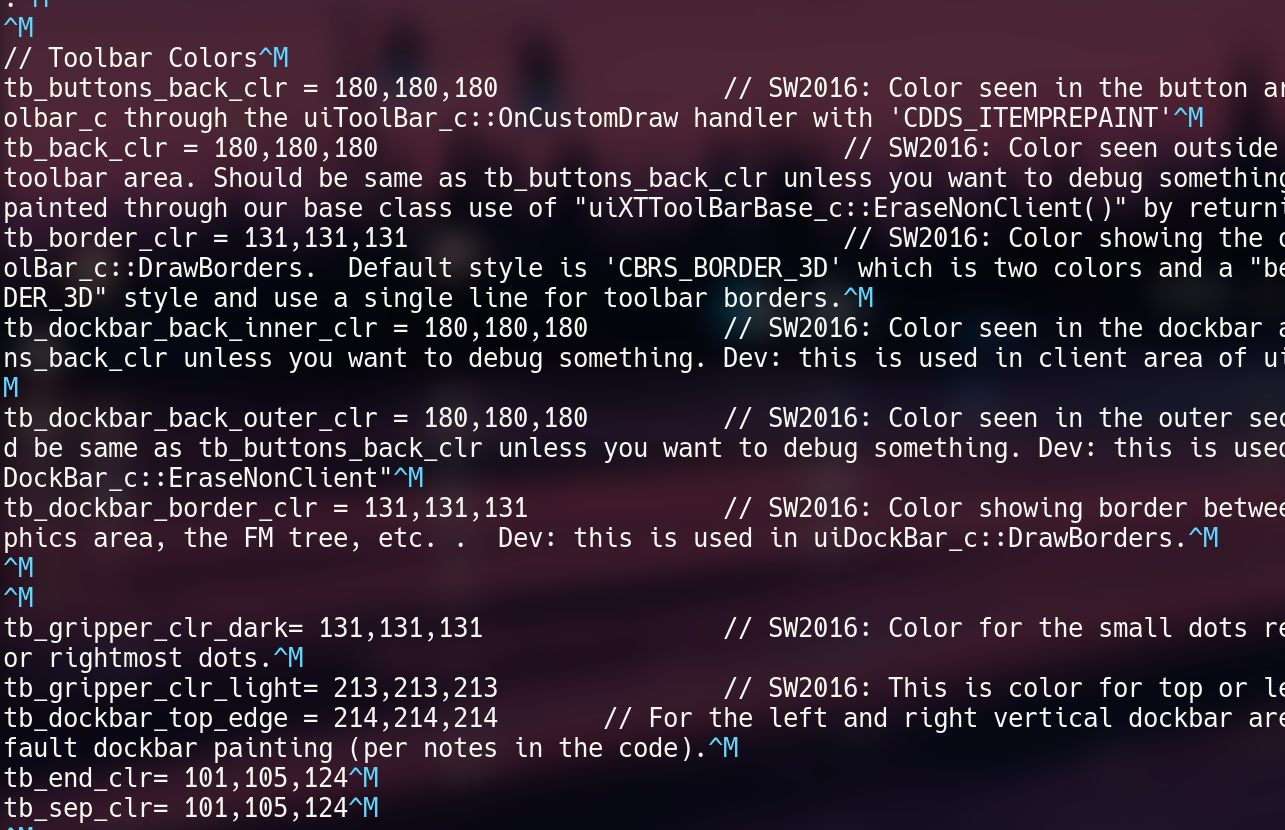 . ^M
^M
// Toolbar Colors^M
tb_buttons_back_clr = 180,180,180               // SW2016: Color seen in the button
olbar_c through the uiToolBar_c::OnCustomDraw handler with 'CDDS_ITEMPREPAINT'^M
tb_back_clr = 180,180,180                               // SW2016: Color seen outside
toolbar area. Should be same as tb_buttons_back_clr unless you want to debug something
painted through our base class use of "uiXTToolBarBase_c::EraseNonClient()" by returni
tb_border_clr = 131,131,131                             // SW2016: Color showing the
olBar_c::DrawBorders.  Default style is 'CBRS_BORDER_3D' which is two colors and a "be
DER_3D" style and use a single line for toolbar borders.^M
tb_dockbar_back_inner_clr = 180,180,180         // SW2016: Color seen in the dockbar a
ns_back_clr unless you want to debug something. Dev: this is used in client area of ui
M
tb_dockbar_back_outer_clr = 180,180,180         // SW2016: Color seen in the outer sec
d be same as tb_buttons_back_clr unless you want to debug something. Dev: this is used
DockBar_c::EraseNonClient"^M
tb_dockbar_border_clr = 131,131,131             // SW2016: Color showing border betwee
phics area, the FM tree, etc. .  Dev: this is used in uiDockBar_c::DrawBorders.^M
^M
^M
tb_gripper_clr_dark= 131,131,131                // SW2016: Color for the small dots re
or rightmost dots.^M
tb_gripper_clr_light= 213,213,213               // SW2016: This is color for top or le
tb_dockbar_top_edge = 214,214,214       // For the left and right vertical dockbar are
fault dockbar painting (per notes in the code).^M
tb_end_clr= 101,105,124^M
tb_sep_clr= 101,105,124^M
^M